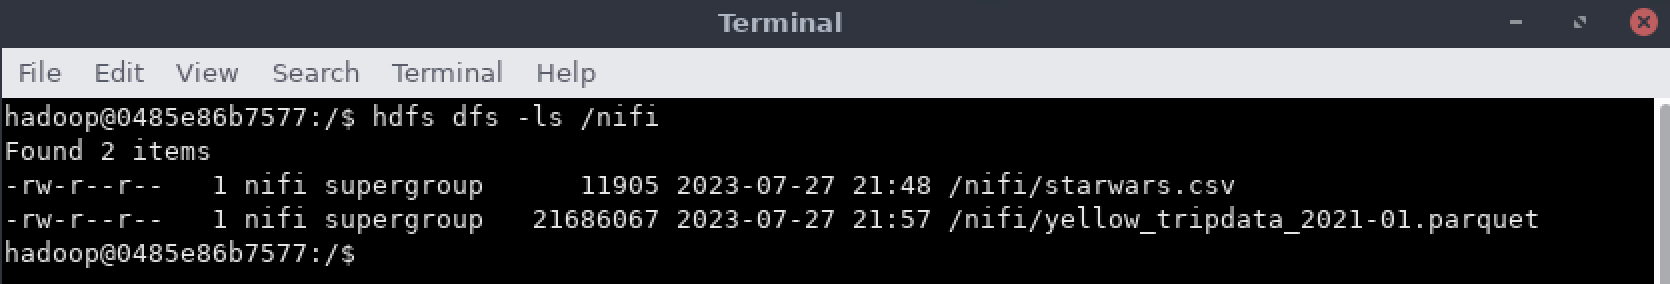 Terminal
File Edit View Search Terminal Help
hadoop@0485e86b7577:/$ hdfs dfs -ls /nifi
Found 2 items
-rw-r--r--   1 nifi supergroup      11905 2023-07-27 21:48 /nifi/starwars.csv
-rw-r--r--   1 nifi supergroup   21686067 2023-07-27 21:57 /nifi/yellow_tripdata_2021-01.parquet
hadoop@0485e86b7577:/$